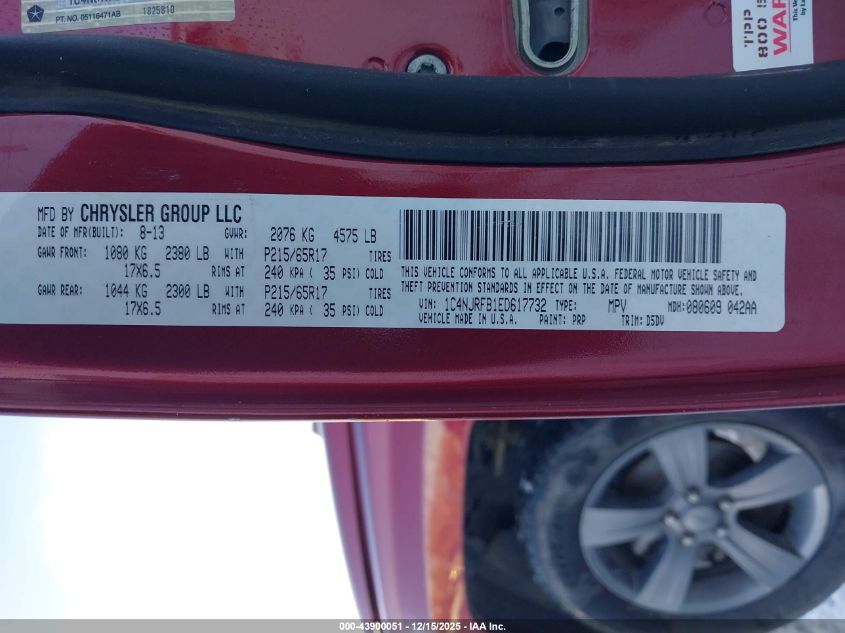 PT. NO. 05116471AB
1825810
TPP
WAR
MFD BY CHRYSLER GROUP LLC
DATE OF MFR(BUILT): 8-13 GVWR: 2076 KG 4575 LB
GAWR FRONT: 1080 KG 2380 LB WITH P215/65R17 TIRES
17X6.5 RIMS AT 240 KPA ( 35 PSI) COLD
GAWR REAR: 1044 KG 2300 LB WITH P215/65R17 TIRES
17X6.5 RIMS AT 240 KPA ( 35 PSI) COLD
THIS VEHICLE CONFORMS TO ALL APPLICABLE U.S.A. FEDERAL MOTOR VEHICLE SAFETY AND
THEFT PREVENTION STANDARDS IN EFFECT ON THE DATE OF MANUFACTURE SHOWN ABOVE.
VIN: 1C4NJRFB1ED617732 TYPE: MPV MDH:080609 042AA
VEHICLE MADE IN U.S.A. PAINT: PRP TRIM: D5DV
000-43900051 - 12/15/2025 - IAA Inc.